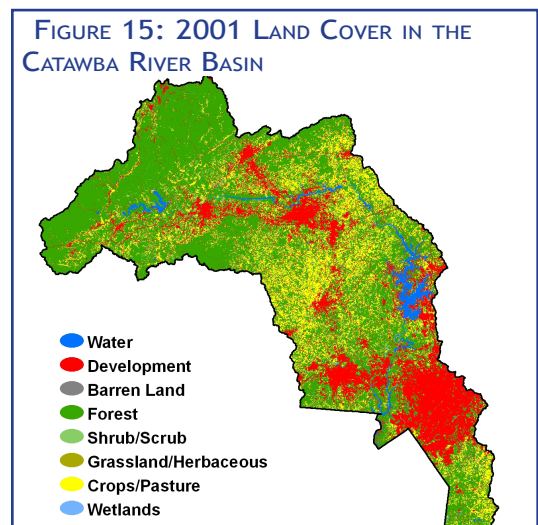 Figure 15: 2001 Land Cover in the
Catawba River Basin
Water
Development
Barren Land
Forest
Shrub/Scrub
Grassland/Herbaceous
Crops/Pasture
Wetlands